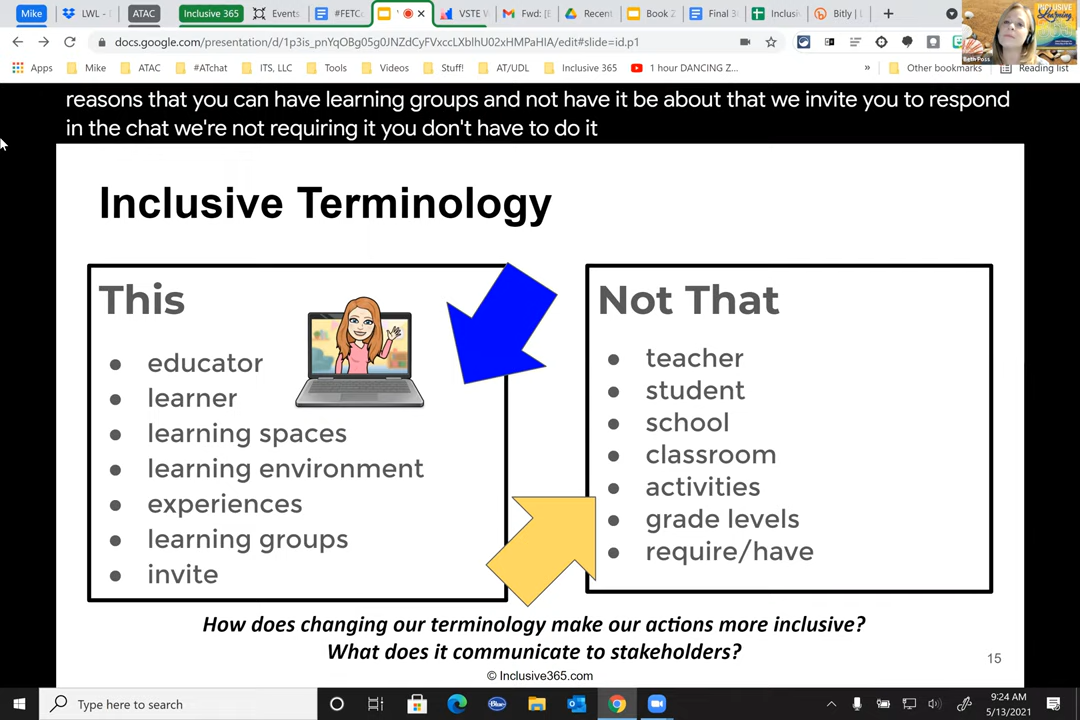 Mike
LWL -
ATAC
Inclusive 365
Events
#FETC
VSTE
Fwd: [E
Recent
Book 2
Final 3
Inclusi
Bitly | L
docs.google.com/presentation/d/1p3is_pnYqOBg05g0JNZdCyFVxccLXblhU02xHMPaHIA/edit#slide=id.p1
Beth Poss
Apps
Mike
ATAC
#ATchat
ITS, LLC
Tools
Videos
Stuff!
AT/UDL
Inclusive 365
1 hour DANCING Z...
»
Other bookmarks
Reading list
reasons that you can have learning groups and not have it be about that we invite you to respond
in the chat we're not requiring it you don't have to do it
Inclusive Terminology
This
• educator
• learner
• learning spaces
• learning environment
• experiences
• learning groups
• invite
Not That
• teacher
• student
• school
• classroom
• activities
• grade levels
• require/have
How does changing our terminology make our actions more inclusive?
What does it communicate to stakeholders?
15
© Inclusive365.com
Type here to search
9:24 AM
5/13/2021